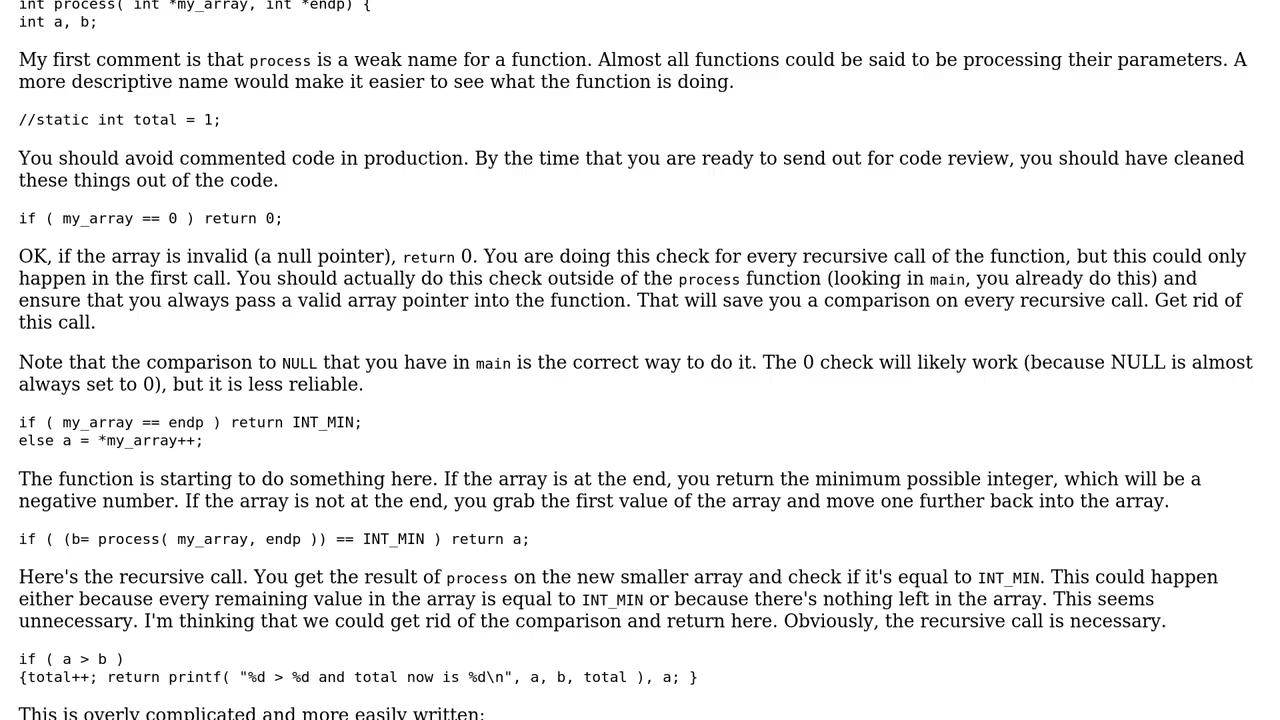 int process( int *my_array, int *endp) {
int a, b;
My first comment is that process is a weak name for a function. Almost all functions could be said to be processing their parameters. A
more descriptive name would make it easier to see what the function is doing.
//static int total = 1;
You should avoid commented code in production. By the time that you are ready to send out for code review, you should have cleaned
these things out of the code.
if ( my_array == 0 ) return 0;
OK, if the array is invalid (a null pointer), return 0. You are doing this check for every recursive call of the function, but this could only
happen in the first call. You should actually do this check outside of the process function (looking in main, you already do this) and
ensure that you always pass a valid array pointer into the function. That will save you a comparison on every recursive call. Get rid of
this call.
Note that the comparison to NULL that you have in main is the correct way to do it. The 0 check will likely work (because NULL is almost
always set to 0), but it is less reliable.
if ( my_array == endp ) return INT_MIN;
else a = *my_array++;
The function is starting to do something here. If the array is at the end, you return the minimum possible integer, which will be a
negative number. If the array is not at the end, you grab the first value of the array and move one further back into the array.
if ( (b= process( my_array, endp )) == INT_MIN ) return a;
Here's the recursive call. You get the result of process on the new smaller array and check if it's equal to INT_MIN. This could happen
either because every remaining value in the array is equal to INT_MIN or because there's nothing left in the array. This seems
unnecessary. I'm thinking that we could get rid of the comparison and return here. Obviously, the recursive call is necessary.
if ( a > b )
{total++; return printf( "%d > %d and total now is %d\n", a, b, total ), a; }
This is overly complicated and more easily written: